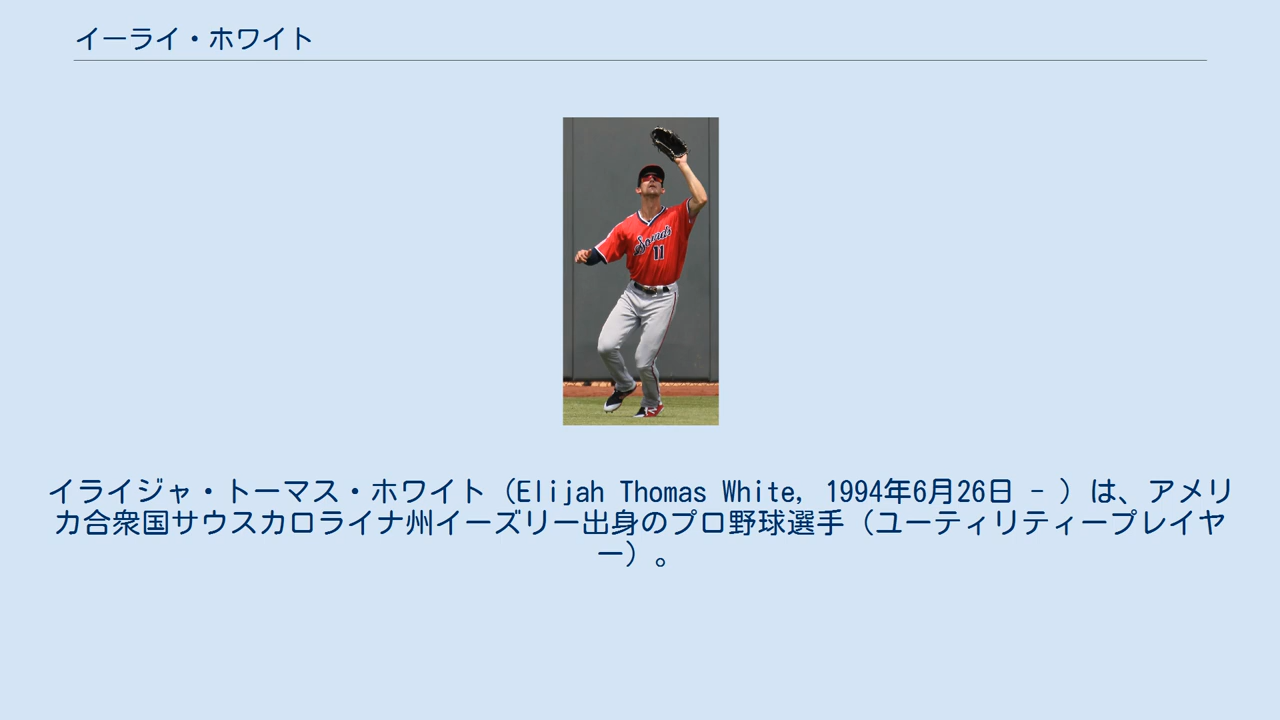 イーライ・ホワイト
Sounds
11
イライジャ・トーマス・ホワイト（Elijah Thomas White, 1994年6月26日 - ）は、アメリ
カ合衆国サウスカロライナ州イーズリー出身のプロ野球選手（ユーティリティープレイヤ
ー）。